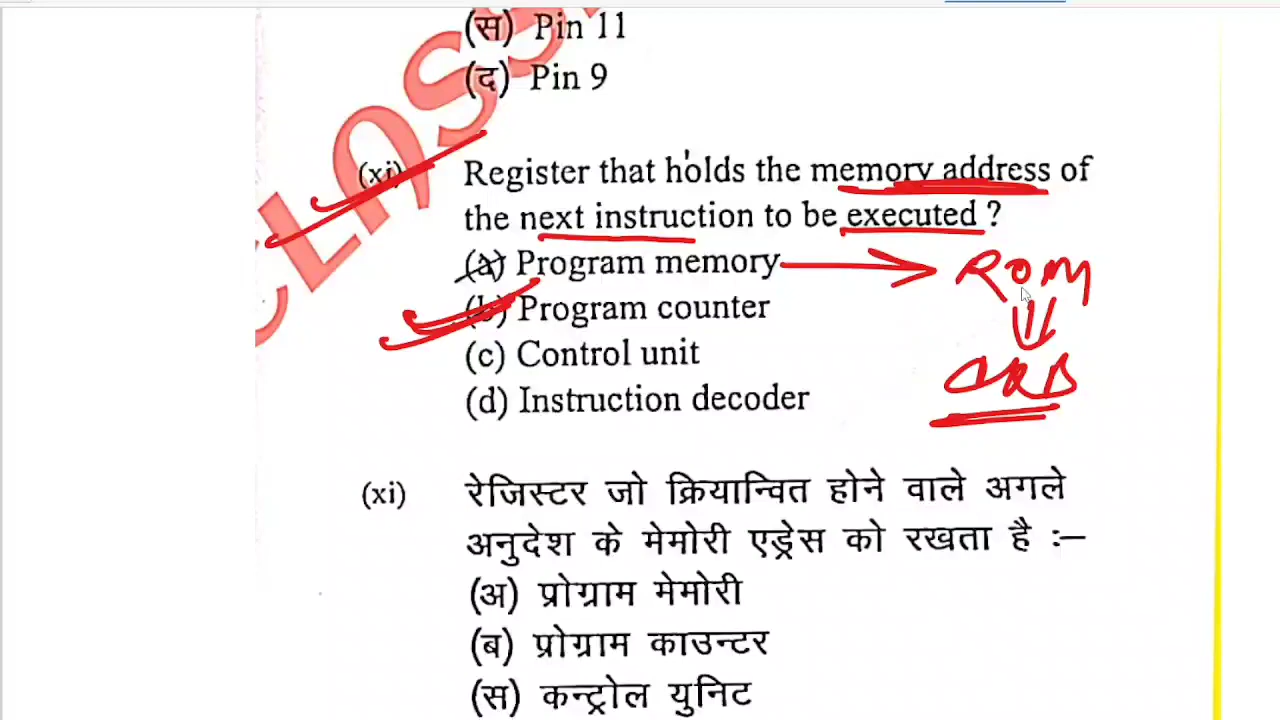 (स) Pin 11
(द) Pin 9
CLASS
(xi) Register that holds the memory address of
the next instruction to be executed ?
(a) Program memory
ROM
(b) Program counter
(c) Control unit
(d) Instruction decoder
(xi) रेजिस्टर जो क्रियान्वित होने वाले अगले
अनुदेश के मेमोरी एड्रेस को रखता है :–
(अ) प्रोग्राम मेमोरी
(ब) प्रोग्राम काउन्टर
(स) कन्ट्रोल युनिट